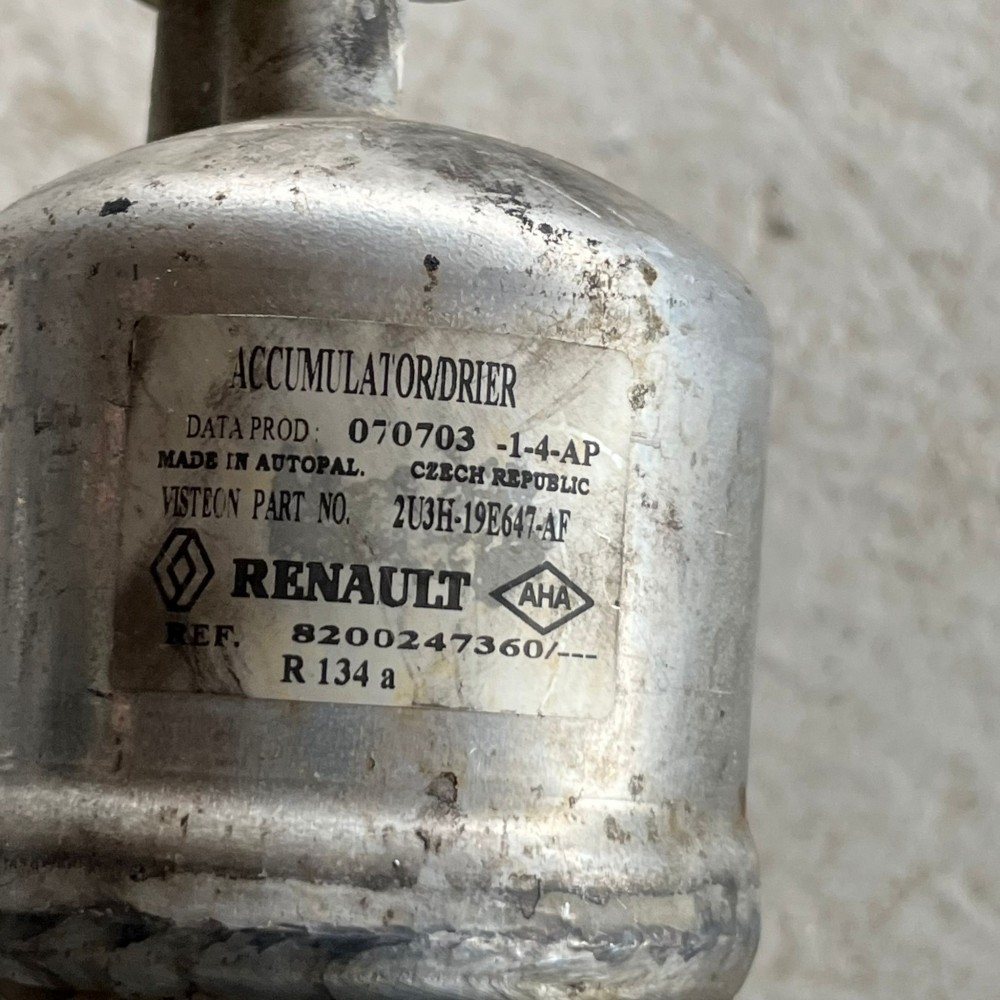 ACCUMULATOR/DRIER
DATA PROD: 070703 -1-4-AP
MADE IN AUTOPAL. CZECH REPUBLIC
VISTEON PART NO. 2U3H-19E647-AF
RENAULT AHA
REF. 8200247360/---
R 134 a